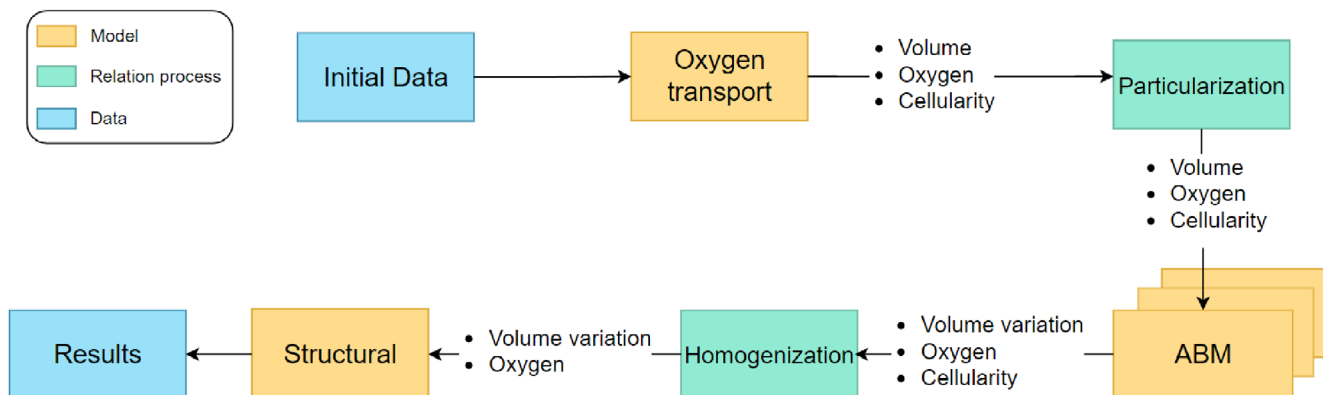 Model
Relation process
Data
Initial Data
Oxygen
transport
• Volume
• Oxygen
• Cellularity
Particularization
• Volume
• Oxygen
• Cellularity
ABM
• Volume variation
• Oxygen
• Cellularity
Homogenization
• Volume variation
• Oxygen
Structural
Results